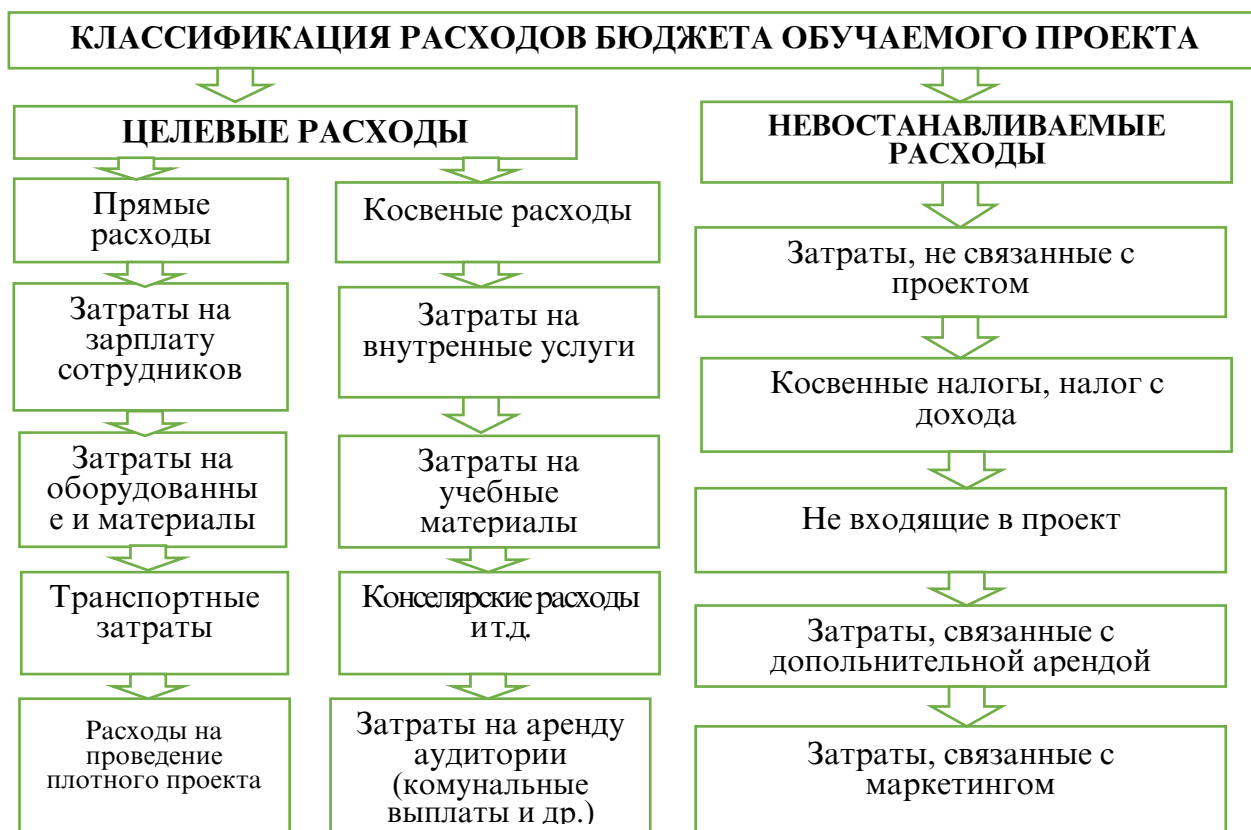 КЛАССИФИКАЦИЯ РАСХОДОВ БЮДЖЕТА ОБУЧАЕМОГО ПРОЕКТА
ЦЕЛЕВЫЕ РАСХОДЫ
Прямые
расходы
Затраты на
зарплату
сотрудников
Затраты на
оборудованны
е и материалы
Транспортные
затраты
Расходы на
проведение
плотного проекта
Косвеные расходы
Затраты на
внутренные услуги
Затраты на
учебные
материалы
Конселярские расходы
и т.д.
Затраты на аренду
аудитории
(комунальные
выплаты и др.)
НЕВОСТАНАВЛИВАЕМЫЕ
РАСХОДЫ
Затраты, не связанные с
проектом
Косвенные налоги, налог с
дохода
Не входящие в проект
Затраты, связанные с
допольнительной арендой
Затраты, связанные с
маркетингом